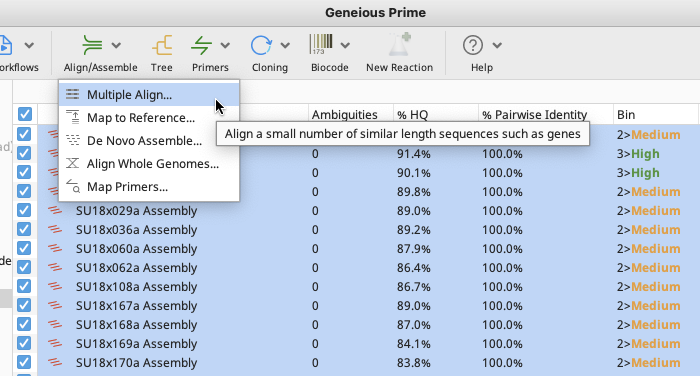 Geneious Prime
orkflows Align/Assemble Tree Primers Cloning Biocode New Reaction Help
173
Multiple Align...
Map to Reference...
De Novo Assemble...
Align Whole Genomes...
Map Primers...
Align a small number of similar length sequences such as genes
Ambiguities % HQ % Pairwise Identity Bin
2>Medium
ad) 0 91.4% 100.0% 3>High
0 90.1% 100.0% 3>High
0 89.8% 100.0% 2>Medium
SU18x029a Assembly 0 89.0% 100.0% 2>Medium
SU18x036a Assembly 0 89.2% 100.0% 2>Medium
SU18x060a Assembly 0 87.9% 100.0% 2>Medium
de SU18x062a Assembly 0 86.4% 100.0% 2>Medium
SU18x108a Assembly 0 86.7% 100.0% 2>Medium
SU18x167a Assembly 0 89.0% 100.0% 2>Medium
SU18x168a Assembly 0 87.0% 100.0% 2>Medium
SU18x169a Assembly 0 84.1% 100.0% 2>Medium
SU18x170a Assembly 0 83.8% 100.0% 2>Medium